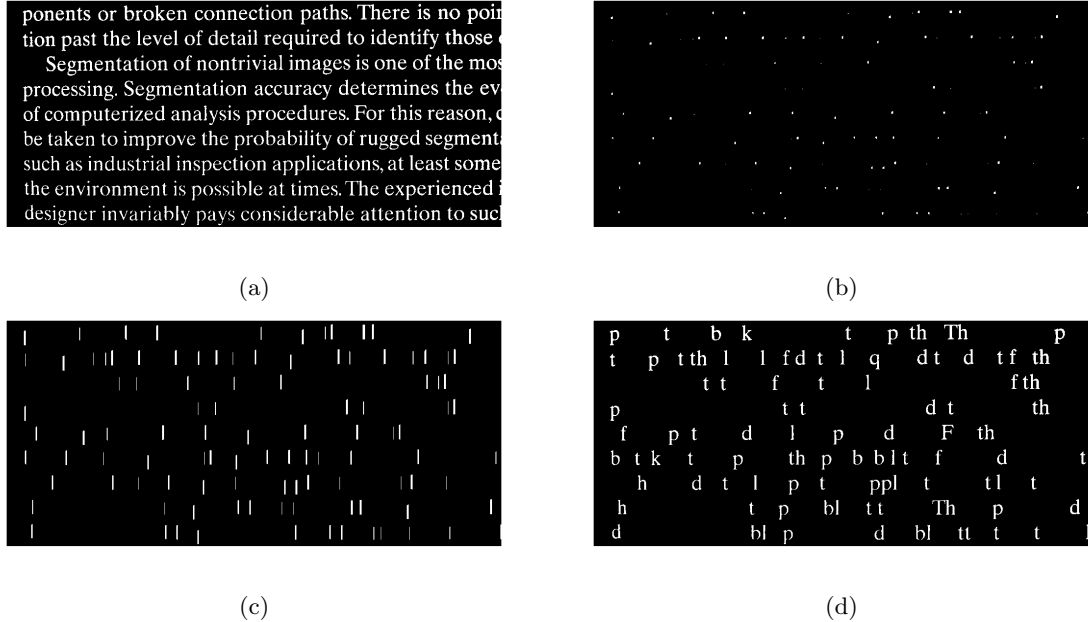 ponents or broken connection paths. There is no poin
tion past the level of detail required to identify those
Segmentation of nontrivial images is one of the mos
processing. Segmentation accuracy determines the ev
of computerized analysis procedures. For this reason,
be taken to improve the probability of rugged segment
such as industrial inspection applications, at least some
the environment is possible at times. The experienced
designer invariably pays considerable attention to suc
(a)
(b)
p t b k t p th Th p
t p t th l l f d t l q d t d t f th
t t f t l f th
p t t d t th
f p t d l p d F th
b t k t p th p b b l t f d t
h d t l p t ppl t t l t
h t p bl t t Th p d
d bl p d bl tt t t
(c)
(d)